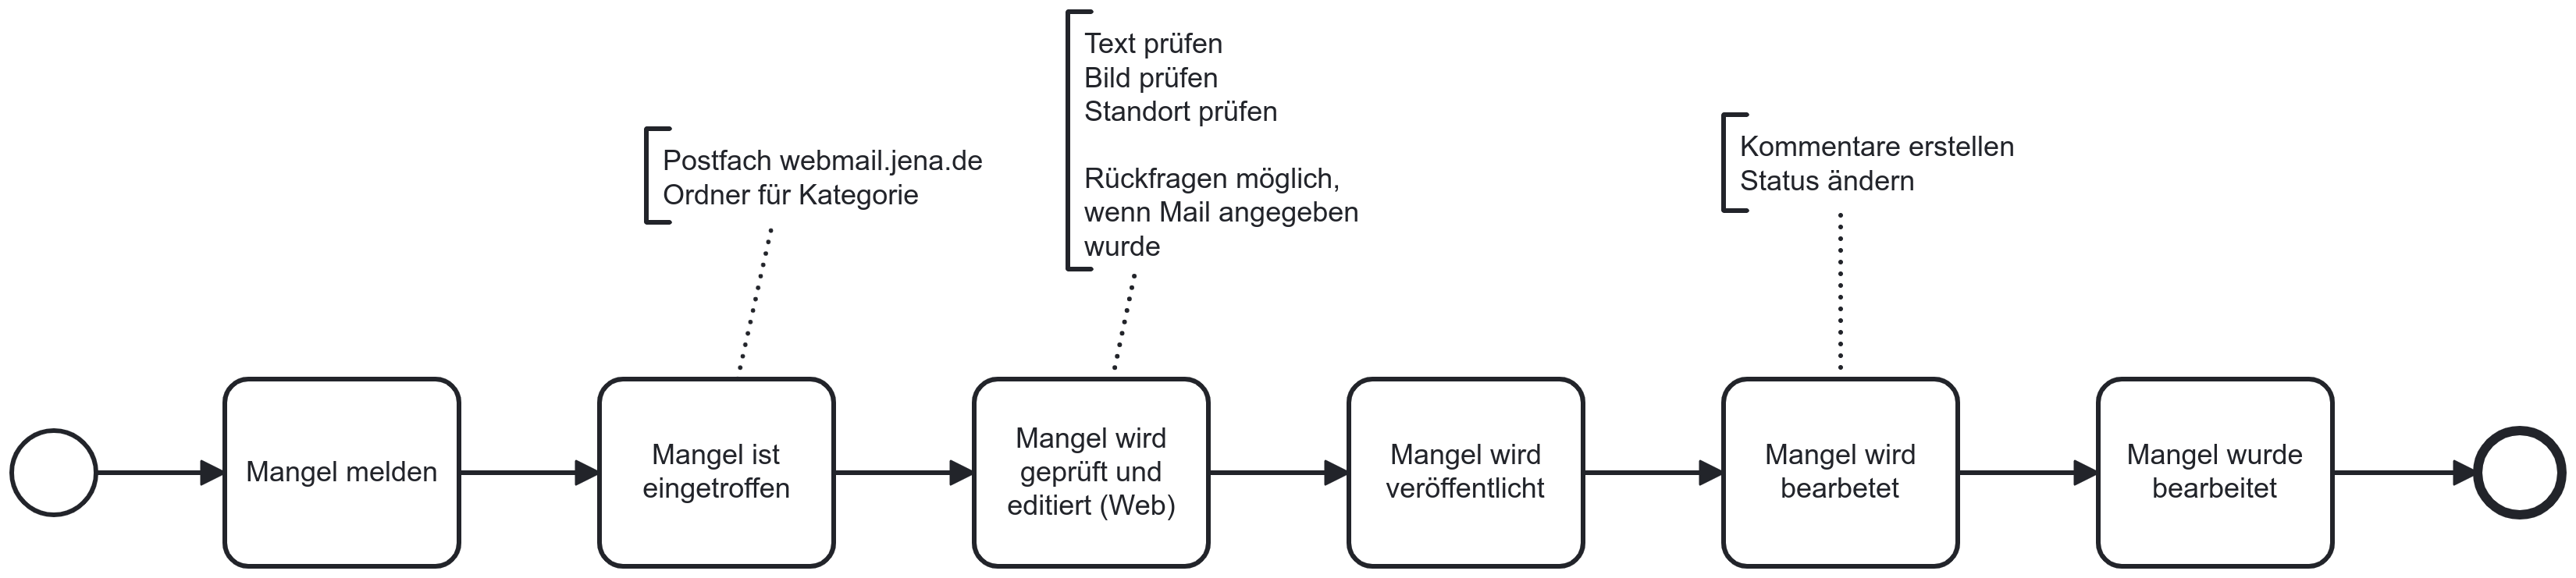 Text prüfen
Bild prüfen
Standort prüfen
Rückfragen möglich,
wenn Mail angegeben
wurde
Postfach webmail.jena.de
Ordner für Kategorie
Kommentare erstellen
Status ändern
Mangel melden
Mangel ist
eingetroffen
Mangel wird
geprüft und
editiert (Web)
Mangel wird
veröffentlicht
Mangel wird
bearbetet
Mangel wurde
bearbeitet